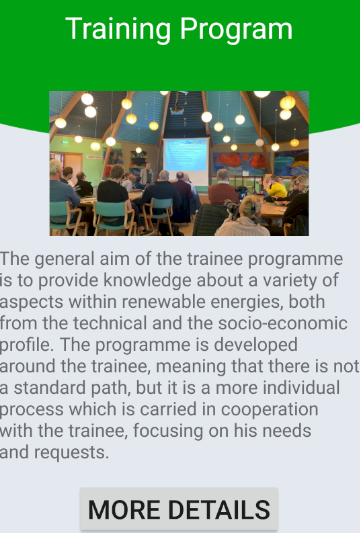 Training Program
The general aim of the trainee programme
is to provide knowledge about a variety of
aspects within renewable energies, both
from the technical and the socio-economic
profile. The programme is developed
around the trainee, meaning that there is not
a standard path, but it is a more individual
process which is carried in cooperation
with the trainee, focusing on his needs
and requests.
MORE DETAILS